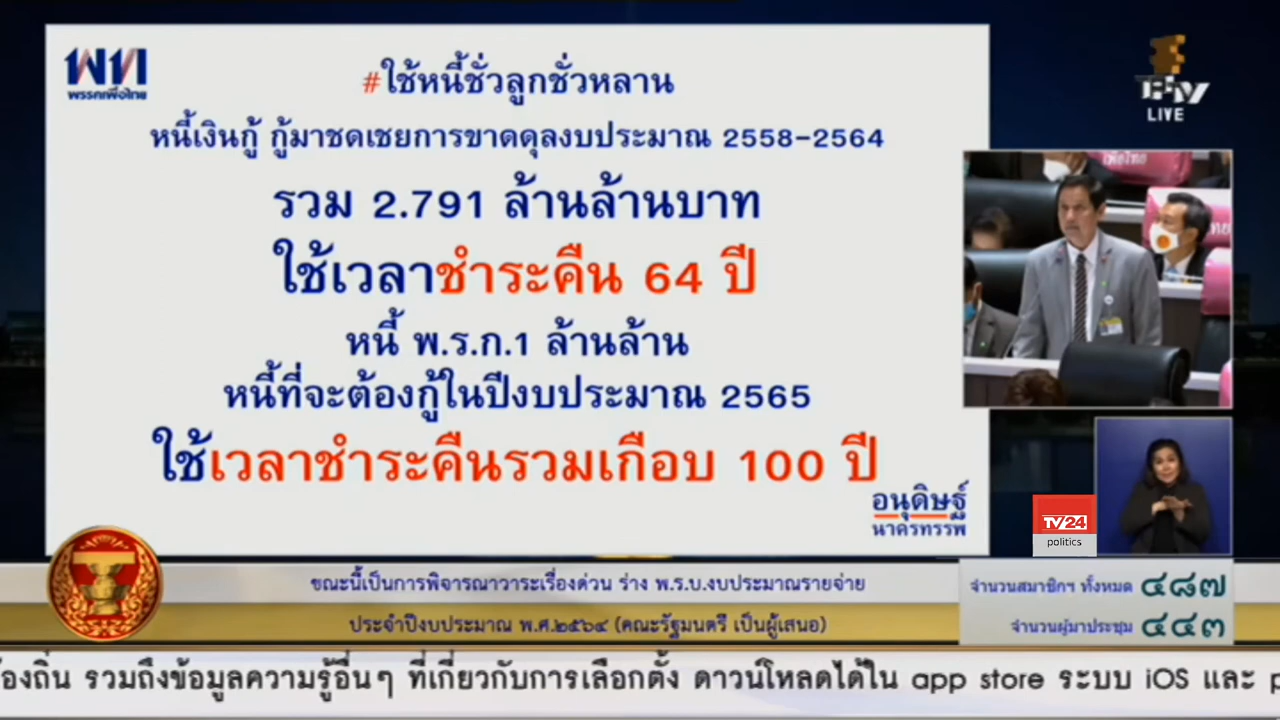 พท
พรรคเพื่อไทย
#ใช้หนี้ชั่วลูกชั่วหลาน
หนี้เงินกู้ กู้มาชดเชยการขาดดุลงบประมาณ 2558-2564
รวม 2.791 ล้านล้านบาท
ใช้เวลาชำระคืน 64 ปี
หนี้ พ.ร.ก.1 ล้านล้าน
หนี้ที่จะต้องกู้ในปีงบประมาณ 2565
ใช้เวลาชำระคืนรวมเกือบ 100 ปี
อนุดิษฐ์
นาครทรรพ
LIVE
เพื่อไทย
TV24
politics
ขณะนี้เป็นการพิจารณาวาระเรื่องด่วน ร่าง พ.ร.บ.งบประมาณรายจ่าย
ประจำปีงบประมาณ พ.ศ.๒๕๖๔ (คณะรัฐมนตรี เป็นผู้เสนอ)
จำนวนสมาชิกฯ ทั้งหมด ๔๘๗
จำนวนผู้มาประชุม ๔๔๓
องถิ่น รวมถึงข้อมูลความรู้อื่นๆ ที่เกี่ยวกับการเลือกตั้ง ดาวน์โหลดได้ใน app store ระบบ iOS และ p